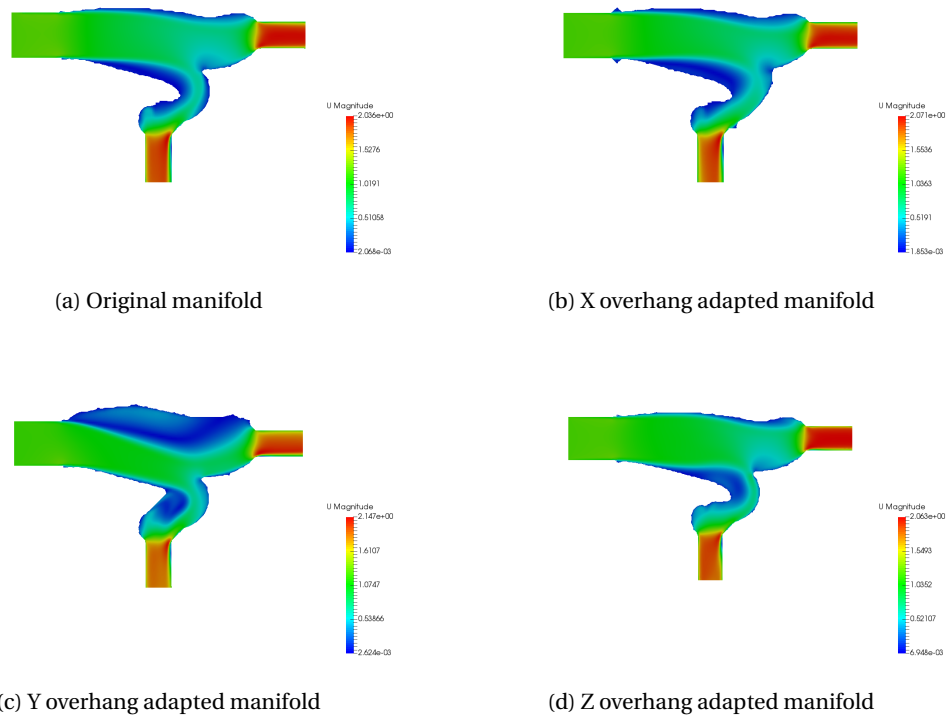 U Magnitude
2.036e+00
1.5276
1.0191
0.51058
2.068e-03
(a) Original manifold
U Magnitude
2.071e+00
1.5536
1.0363
0.5191
1.853e-03
(b) X overhang adapted manifold
U Magnitude
2.147e+00
1.6107
1.0747
0.53866
2.624e-03
(c) Y overhang adapted manifold
U Magnitude
2.063e+00
1.5493
1.0352
0.52107
6.948e-03
(d) Z overhang adapted manifold